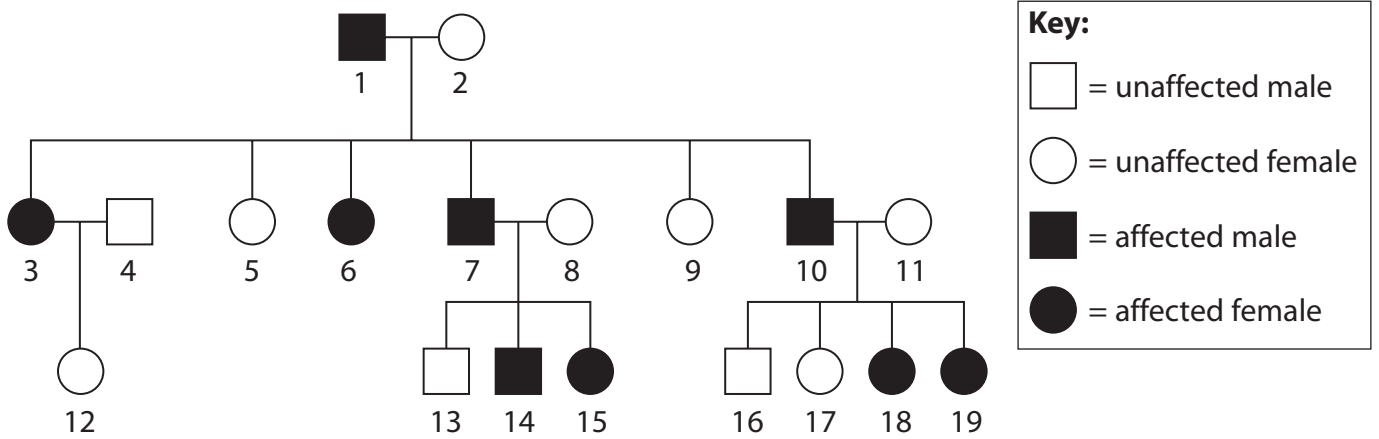 Key:
= unaffected male
= unaffected female
= affected male
= affected female
1 2
3 4 5 6 7 8 9 10 11
12 13 14 15 16 17 18 19